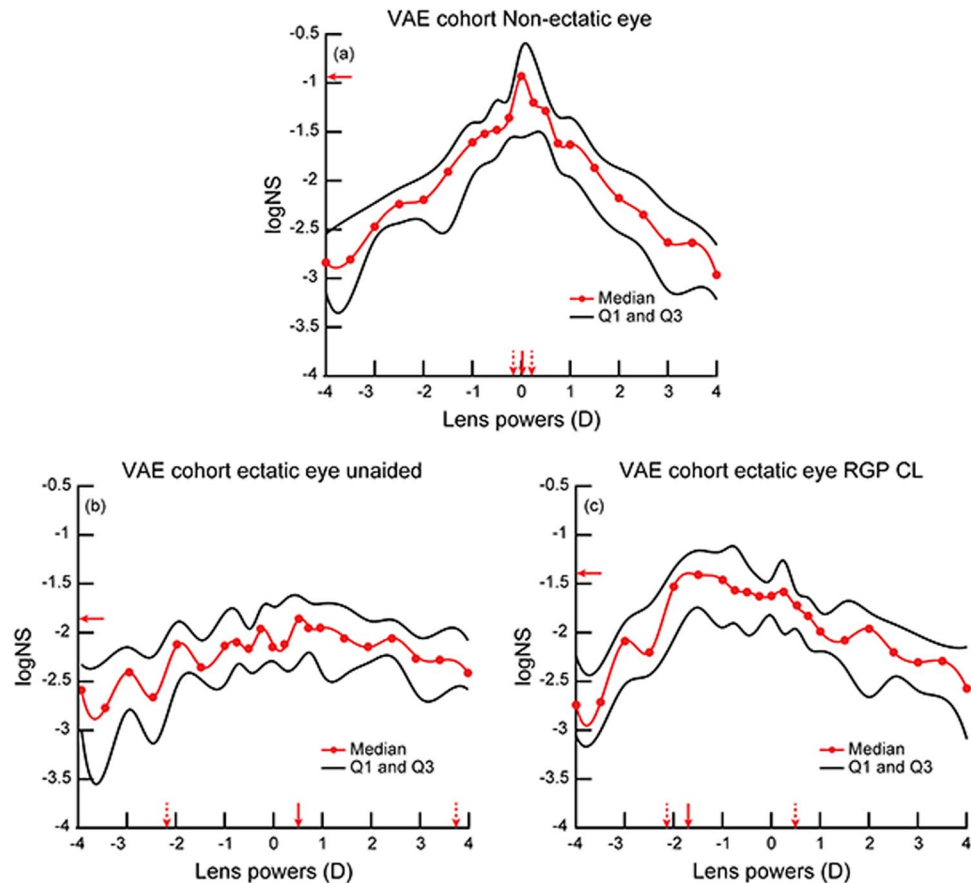 VAE cohort Non-ectatic eye
(a)
-0.5
-1
-1.5
-2
-2.5
-3
-3.5
-4
logNS
Median
Q1 and Q3
-4 -3 -2 -1 0 1 2 3 4
Lens powers (D)
VAE cohort ectatic eye unaided
(b)
-0.5
-1
-1.5
-2
-2.5
-3
-3.5
-4
logNS
Median
Q1 and Q3
-4 -3 -2 -1 0 1 2 3 4
Lens powers (D)
VAE cohort ectatic eye RGP CL
(c)
-0.5
-1
-1.5
-2
-2.5
-3
-3.5
-4
logNS
Median
Q1 and Q3
-4 -3 -2 -1 0 1 2 3 4
Lens powers (D)